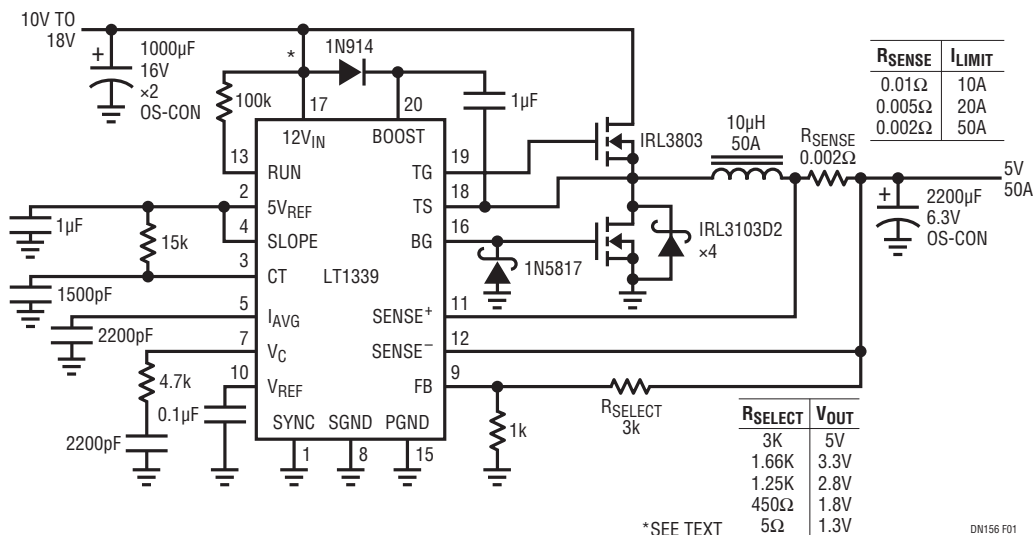 10V TO
18V
+
1000µF
16V
×2
OS-CON
*
1N914
100k
17
20
1µF
12VIN
BOOST
13
RUN
2
5VREF
4
SLOPE
3
CT
LT1339
5
IAVG
7
VC
10
VREF
SYNC
SGND
PGND
1
8
15
TG
19
TS
18
BG
16
SENSE+
11
SENSE−
12
FB
9
1µF
15k
1500pF
2200pF
4.7k
2200pF
0.1µF
IRL3803
1N5817
IRL3103D2
×4
10µH
50A
RSENSE
0.002Ω
+
2200µF
6.3V
OS-CON
5V
50A
RSENSE ILIMIT
0.01Ω 10A
0.005Ω 20A
0.002Ω 50A
1k
RSELECT
3k
RSELECT VOUT
3K 5V
1.66K 3.3V
1.25K 2.8V
450Ω 1.8V
5Ω 1.3V
*SEE TEXT
DN156 F01